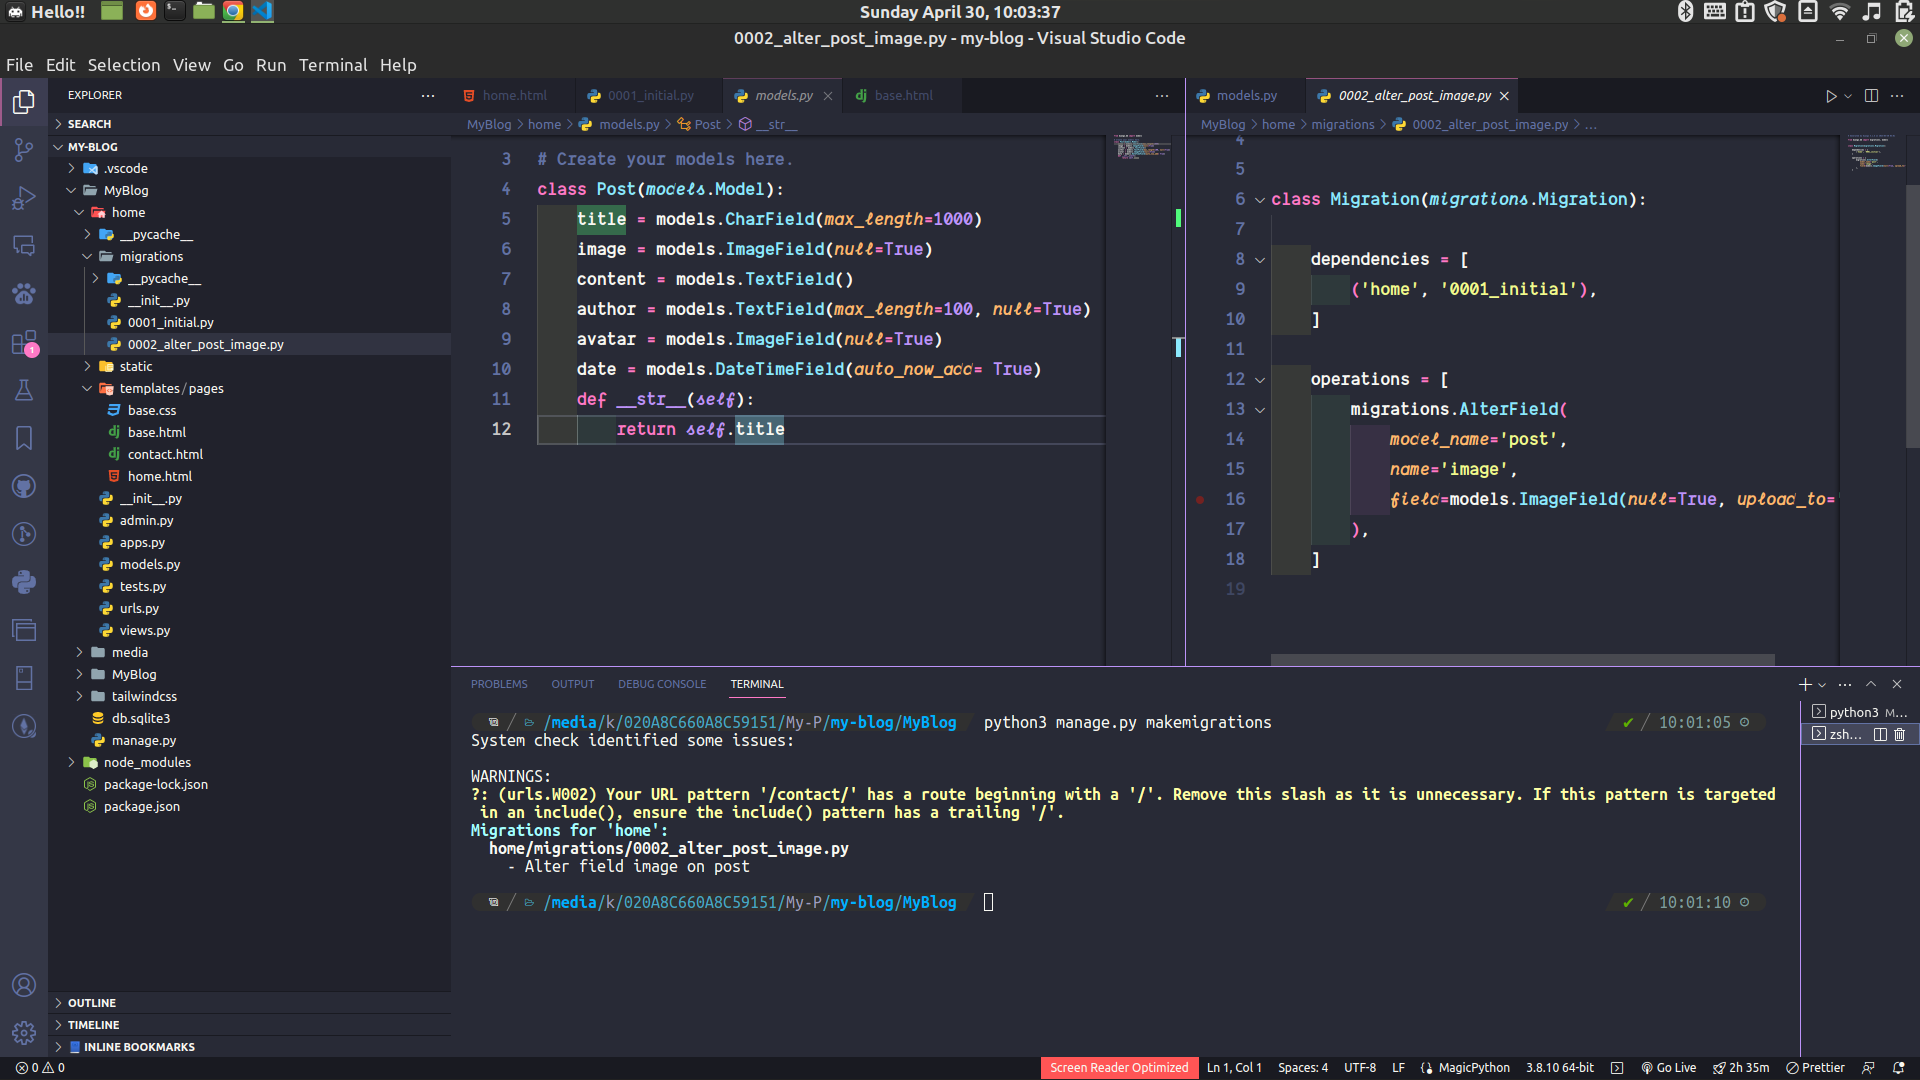 Hello!!
Sunday April 30, 10:03:37
0002_alter_post_image.py - my-blog - Visual Studio Code
File Edit Selection View Go Run Terminal Help
EXPLORER
SEARCH
MY-BLOG
.vscode
MyBlog
home
__pycache__
migrations
__pycache__
__init__.py
0001_initial.py
0002_alter_post_image.py
static
templates/pages
base.css
base.html
contact.html
home.html
__init__.py
admin.py
apps.py
models.py
tests.py
urls.py
views.py
media
MyBlog
tailwindcss
db.sqlite3
manage.py
node_modules
package-lock.json
package.json
OUTLINE
TIMELINE
INLINE BOOKMARKS
1
home.html 0001_initial.py models.py base.html
MyBlog > home > models.py > Post > __str__
3 # Create your models here.
4 class Post(models.Model):
5 title = models.CharField(max_length=1000)
6 image = models.ImageField(null=True)
7 content = models.TextField()
8 author = models.TextField(max_length=100, null=True)
9 avatar = models.ImageField(null=True)
10 date = models.DateTimeField(auto_now_add= True)
11 def __str__(self):
12 return self.title
models.py 0002_alter_post_image.py
MyBlog > home > migrations > 0002_alter_post_image.py > ...
4
5
6 class Migration(migrations.Migration):
7
8 dependencies = [
9 ('home', '0001_initial'),
10 ]
11
12 operations = [
13 migrations.AlterField(
14 model_name='post',
15 name='image',
16 field=models.ImageField(null=True, upload_to='
17 ),
18 ]
19
PROBLEMS OUTPUT DEBUG CONSOLE TERMINAL
/media/k/020A8C660A8C59151/My-P/my-blog/MyBlog python3 manage.py makemigrations ✔ / 10:01:05
System check identified some issues:
WARNINGS:
?: (urls.W002) Your URL pattern '/contact/' has a route beginning with a '/'. Remove this slash as it is unnecessary. If this pattern is targeted
in an include(), ensure the include() pattern has a trailing '/'.
Migrations for 'home':
home/migrations/0002_alter_post_image.py
- Alter field image on post
/media/k/020A8C660A8C59151/My-P/my-blog/MyBlog ✔ / 10:01:10
python3 M...
zsh...
0 0 Screen Reader Optimized Ln 1, Col 1 Spaces: 4 UTF-8 LF MagicPython 3.8.10 64-bit Go Live 2h 35m Prettier